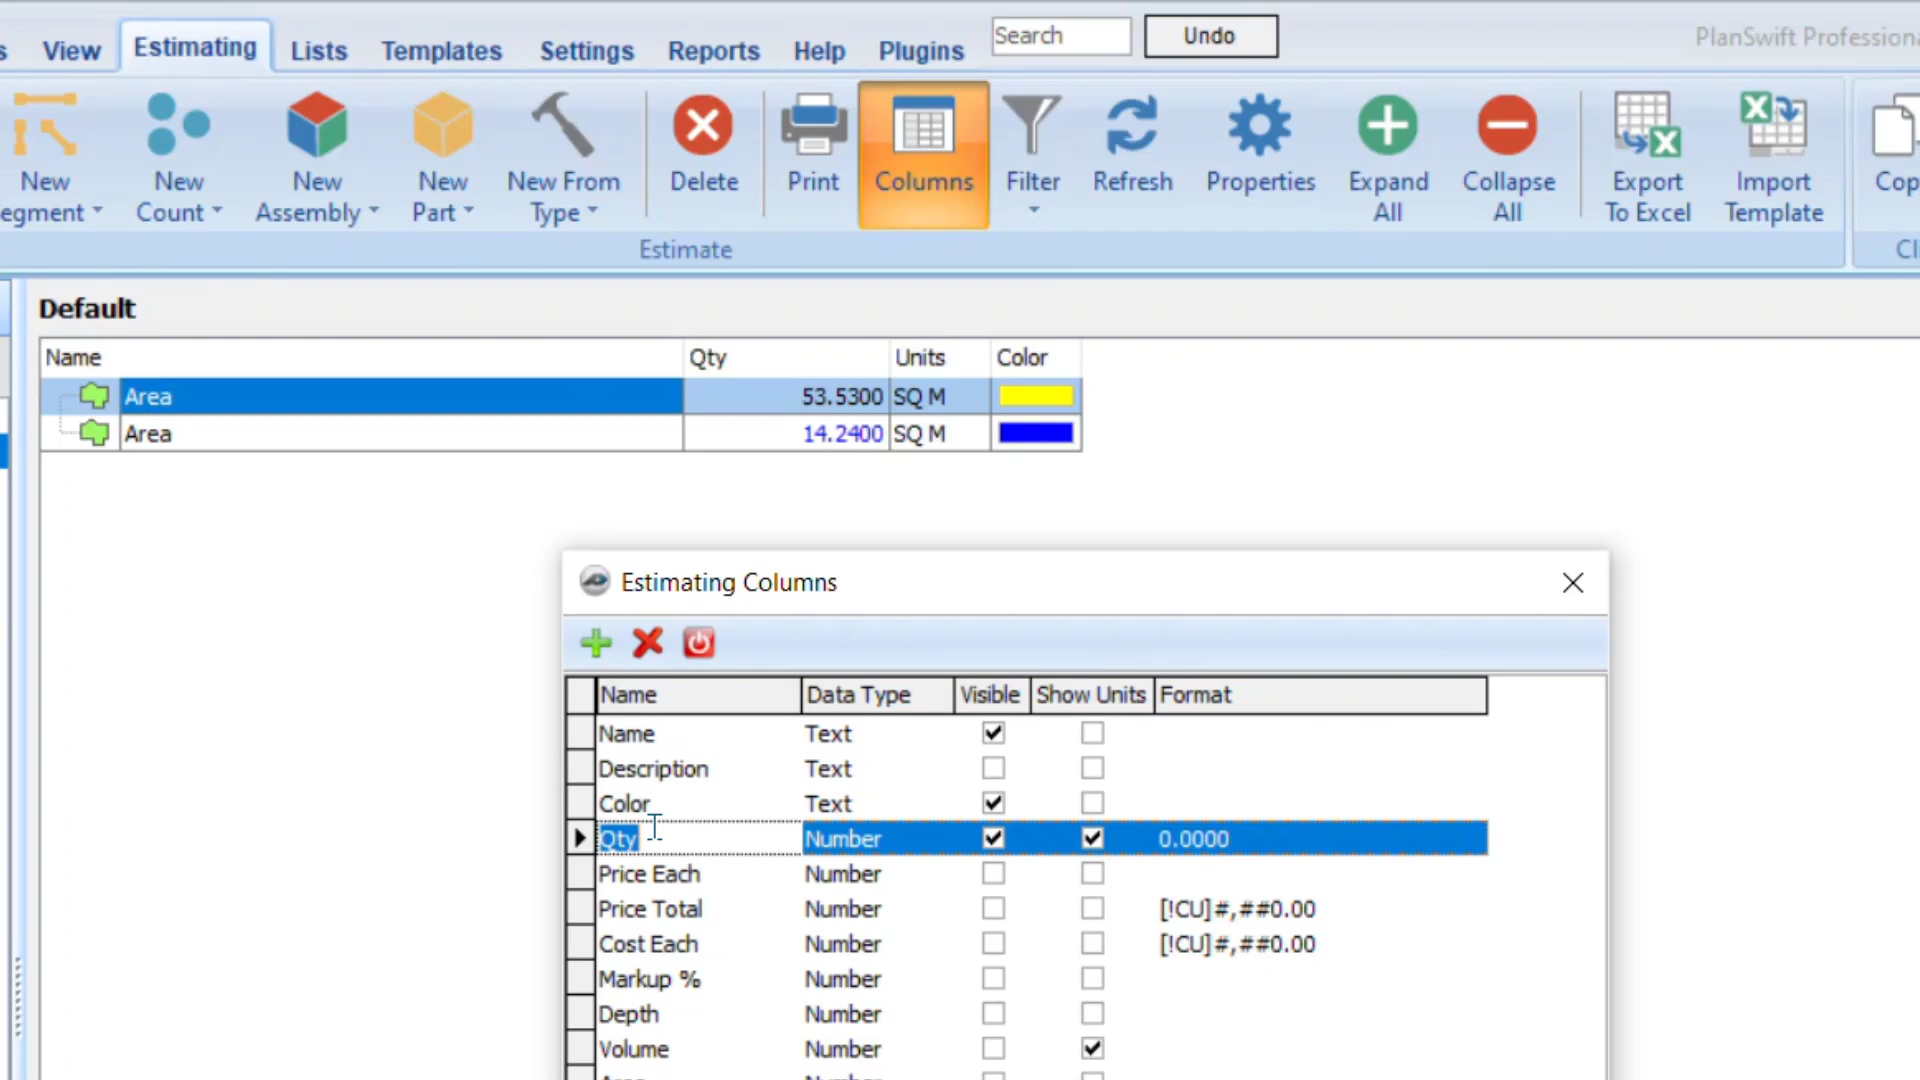 View Estimating Lists Templates Settings Reports Help Plugins Search Undo PlanSwift Professiona
New
egment
New
Count
New
Assembly
New
Part
New From
Type
Delete
Print
Columns
Filter
Refresh
Properties
Expand
All
Collapse
All
Export
To Excel
Import
Template
Cop
Estimate
Cli
Default
Name Qty Units Color
Area 53.5300 SQ M
Area 14.2400 SQ M
Estimating Columns
Name Data Type Visible Show Units Format
Name Text
Description Text
Color Text
Qty Number 0.0000
Price Each Number
Price Total Number [!CU]#,##0.00
Cost Each Number [!CU]#,##0.00
Markup % Number
Depth Number
Volume Number